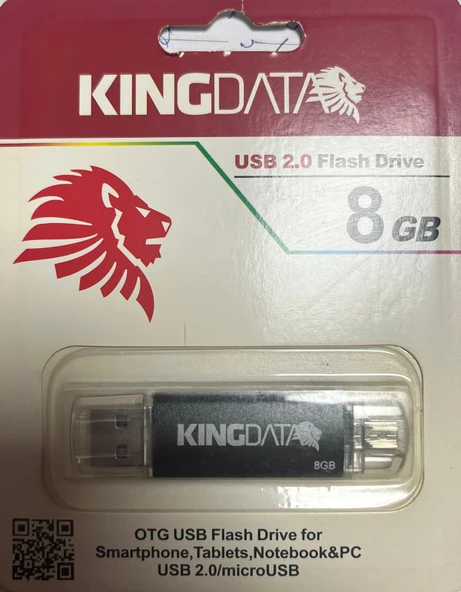 KINGDATA
USB 2.0 Flash Drive
8 GB
KINGDATA
8GB
OTG USB Flash Drive for
Smartphone,Tablets,Notebook&PC
USB 2.0/microUSB